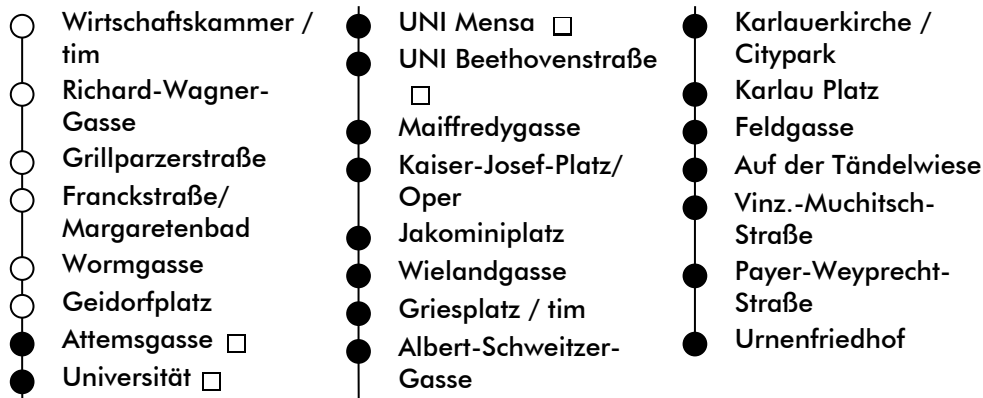 Wirtschaftskammer /
tim
Richard-Wagner-
Gasse
Grillparzerstraße
Franckstraße/
Margaretenbad
Wormgasse
Geidorfplatz
Attemsgasse □
Universität □
UNI Mensa □
UNI Beethovenstraße
□
Maiffredygasse
Kaiser-Josef-Platz/
Oper
Jakominiplatz
Wielandgasse
Griesplatz / tim
Albert-Schweitzer-
Gasse
Karlauerkirche /
Citypark
Karlau Platz
Feldgasse
Auf der Tändelwiese
Vinz.-Muchitsch-
Straße
Payer-Weyprecht-
Straße
Urnenfriedhof